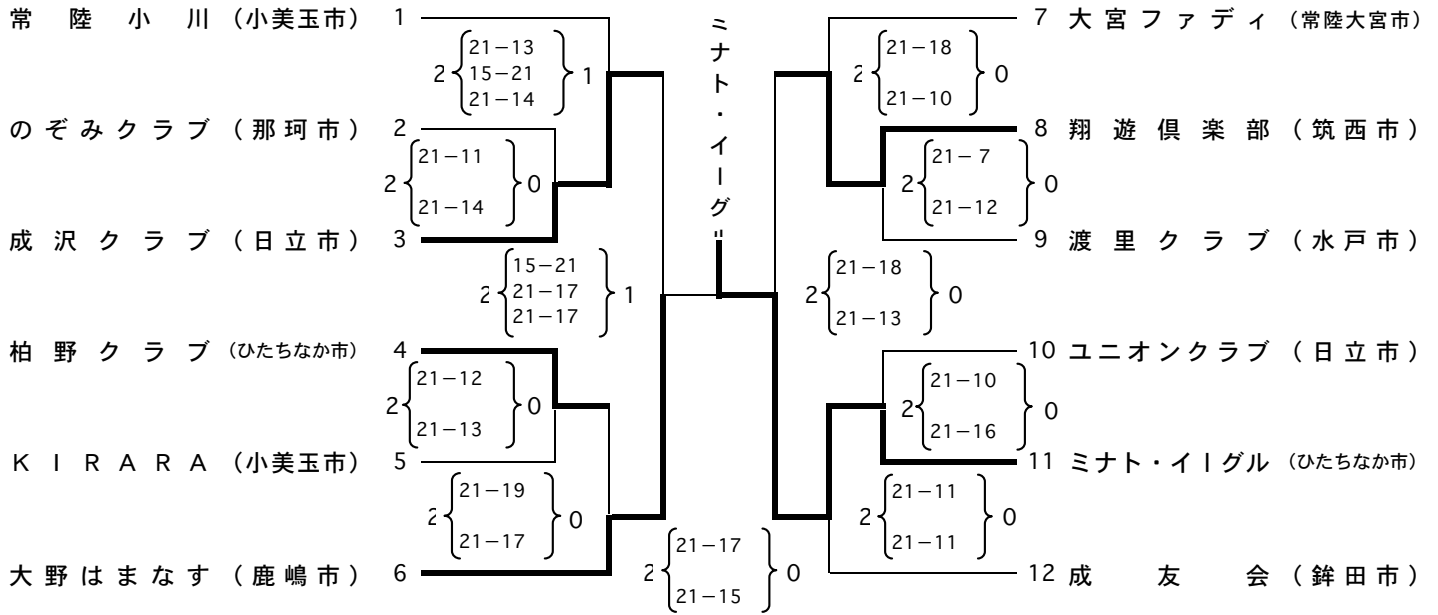 常陸小川（小美玉市） 1
2 21−13 1
15−21
21−14
のぞみクラブ（那珂市） 2
2 21−11 0
21−14
成沢クラブ（日立市） 3
2 15−21 1
21−17
21−17
柏野クラブ（ひたちなか市） 4
2 21−12 0
21−13
KIRARA（小美玉市） 5
2 21−19 0
21−17
大野はまなす（鹿嶋市） 6
ミナト・イーグ
2 21−17 0
21−15
7 大宮ファディ（常陸大宮市）
2 21−18 0
21−10
8 翔遊倶楽部（筑西市）
2 21−7 0
21−12
9 渡里クラブ（水戸市）
2 21−18 0
21−13
10 ユニオンクラブ（日立市）
2 21−10 0
21−16
11 ミナト・イーグル（ひたちなか市）
2 21−11 0
21−11
12 成友会（鉾田市）